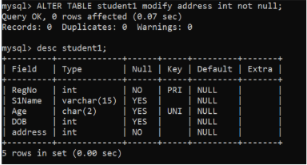 mysql> ALTER TABLE student1 modify address int not null;
Query OK, 0 rows affected (0.07 sec)
Records: 0  Duplicates: 0  Warnings: 0

mysql> desc student1;
+---------+-------------+------+-----+---------+-------+
| Field   | Type        | Null | Key | Default | Extra |
+---------+-------------+------+-----+---------+-------+
| RegNo   | int         | NO   | PRI | NULL    |       |
| S1Name  | varchar(15) | YES  |     | NULL    |       |
| Age     | char(2)     | YES  | UNI | NULL    |       |
| DOB     | int         | YES  |     | NULL    |       |
| address | int         | NO   |     | NULL    |       |
+---------+-------------+------+-----+---------+-------+
5 rows in set (0.00 sec)